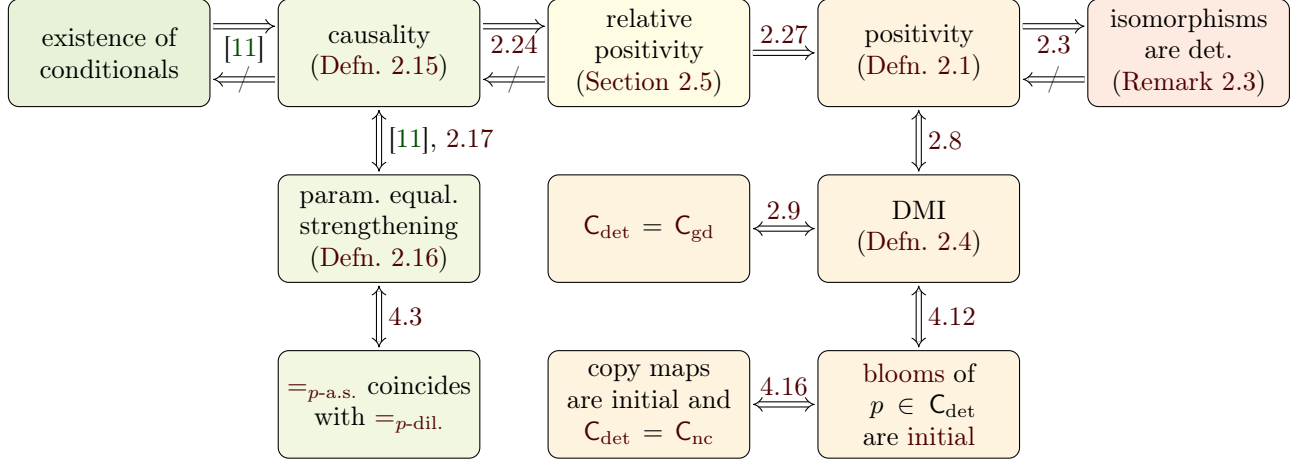 existence of
conditionals
[11]
causality
(Defn. 2.15)
2.24
relative
positivity
(Section 2.5)
2.27
positivity
(Defn. 2.1)
2.3
isomorphisms
are det.
(Remark 2.3)
[11], 2.17
2.8
param. equal.
strengthening
(Defn. 2.16)
C_det = C_gd
2.9
DMI
(Defn. 2.4)
4.3
4.12
=_p-a.s. coincides
with =_p-dil.
copy maps
are initial and
C_det = C_nc
4.16
blooms of
p ∈ C_det
are initial